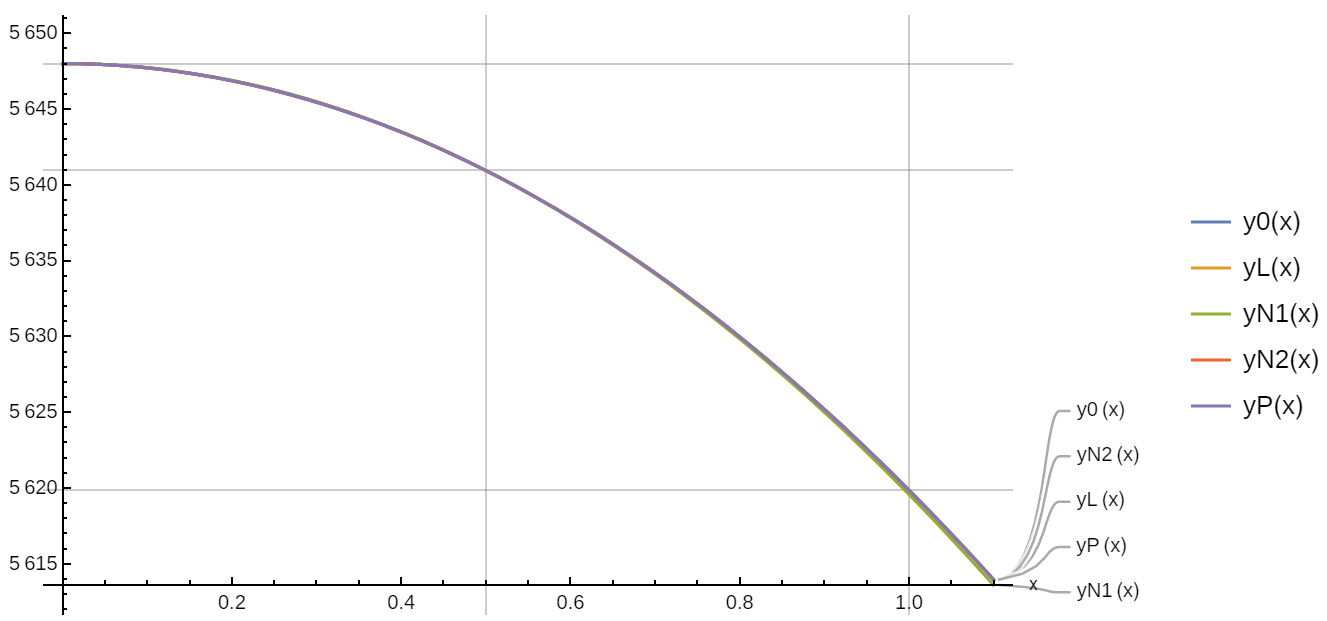 5 650
5 645
5 640
5 635
5 630
5 625
5 620
5 615
0.2
0.4
0.6
0.8
1.0
x
y0 (x)
yN2 (x)
yL (x)
yP (x)
yN1 (x)
y0(x)
yL(x)
yN1(x)
yN2(x)
yP(x)